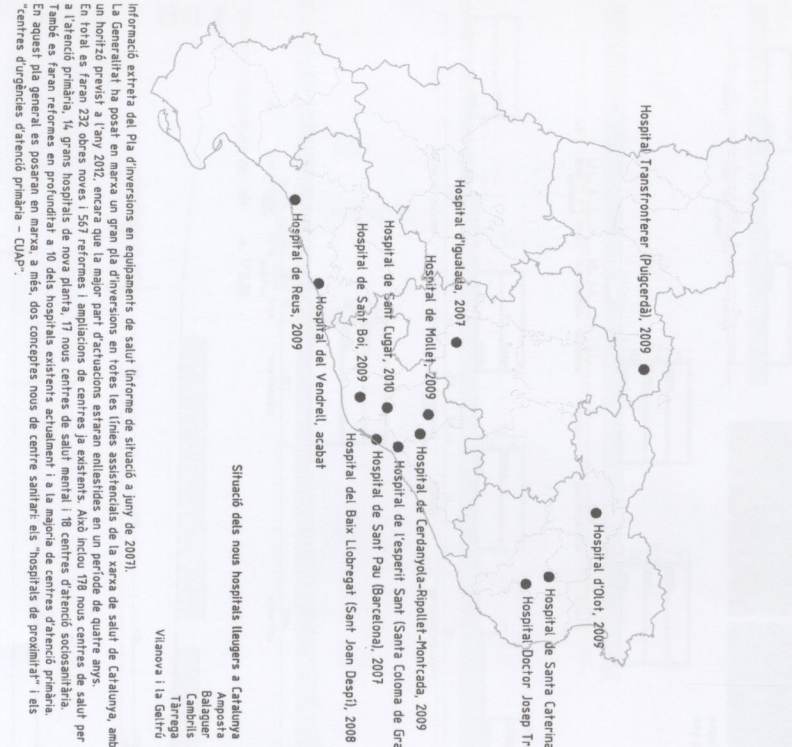 Hospital Transfronterer (Puigcerdà), 2009
Hospital d'Olot, 2009
Hospital de Santa Caterina
Hospital Doctor Josep
Hospital d'Igualada, 2007
Hospital de Mollet, 2009
Hospital de Cerdanyola-Ripollet-Montcada, 2009
Hospital de Sant Cugat, 2010
Hospital de l'esperit Sant (Santa Coloma de
Hospital de Sant Boi, 2009
Hospital de Sant Pau (Barcelona), 2007
Hospital del Baix Llobregat (Sant Joan Despí), 2008
Hospital del Vendrell, acabat
Hospital de Reus, 2009
Situació dels nous hospitals lleugers a Catalunya
Amposta
Balaguer
Cambrils
Tàrrega
Vilanova i la Geltrú
Informació extreta del Pla d'inversions en equipaments de salut (informe de situació a juny de 2007).
La Generalitat ha posat en marxa un gran pla d'inversions en totes les línies assistencials de la xarxa de salut de Catalunya, amb
un horitzó previst a l'any 2012, encara que la major part d'actuacions estaran enllestides en un període de quatre anys.
En total es faran 232 obres noves i 567 reformes i ampliacions de centres ja existents. Això inclou 178 nous centres de salut per
a l'atenció primària, 14 grans hospitals de nova planta, 17 nous centres de salut mental i 18 centres d'atenció sociosanitària.
També es faran reformes en profunditat a 10 dels hospitals existents actualment i a la majoria de centres d'atenció primària.
En aquest pla general es posaran en marxa, a més, dos conceptes nous de centre sanitari: els "hospitals de proximitat" i els
"centres d'urgències d'atenció primària – CUAP".